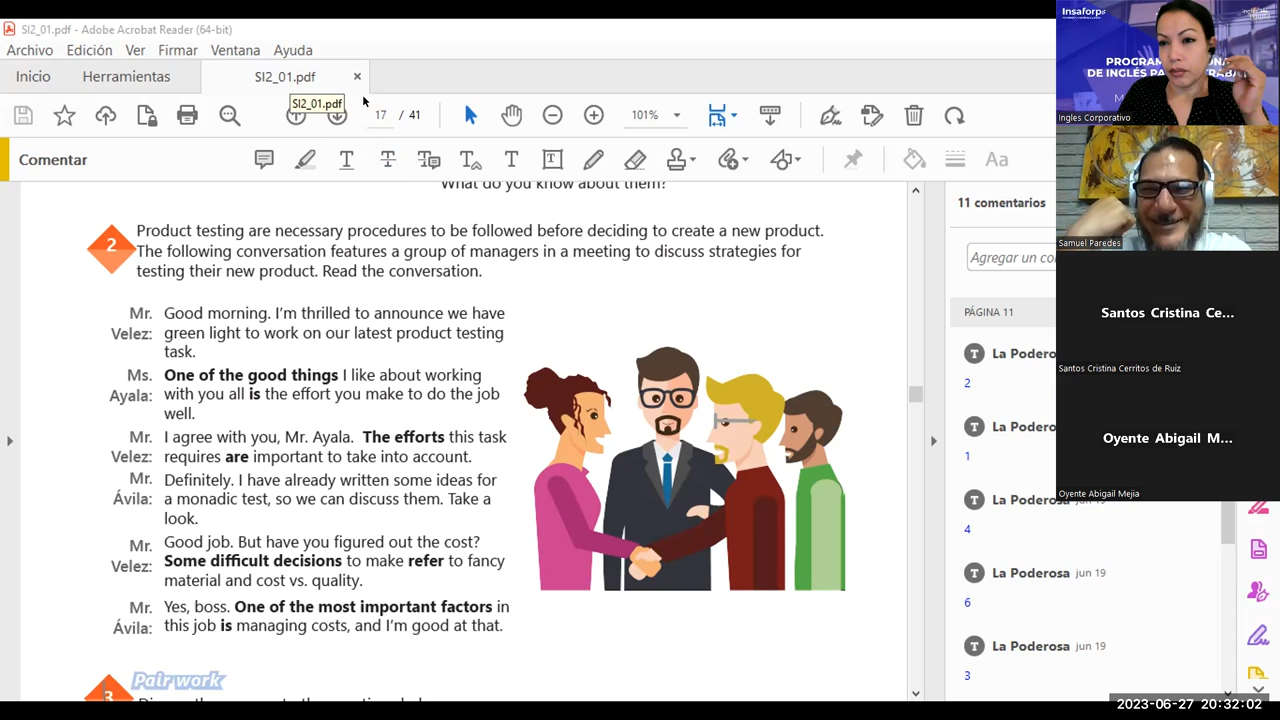 SI2_01.pdf - Adobe Acrobat Reader (64-bit)
Archivo Edición Ver Firmar Ventana Ayuda
Inicio Herramientas SI2_01.pdf ×
SI2_01.pdf
17 / 41 101%
Comentar
What do you know about them?
2 Product testing are necessary procedures to be followed before deciding to create a new product.
The following conversation features a group of managers in a meeting to discuss strategies for
testing their new product. Read the conversation.
Mr. Good morning. I'm thrilled to announce we have
Velez: green light to work on our latest product testing
task.
Ms. One of the good things I like about working
Ayala: with you all is the effort you make to do the job
well.
Mr. I agree with you, Mr. Ayala. The efforts this task
Velez: requires are important to take into account.
Mr. Definitely. I have already written some ideas for
Ávila: a monadic test, so we can discuss them. Take a
look.
Mr. Good job. But have you figured out the cost?
Velez: Some difficult decisions to make refer to fancy
material and cost vs. quality.
Mr. Yes, boss. One of the most important factors in
Ávila: this job is managing costs, and I'm good at that.
3 Pair work
11 comentarios
Agregar un co
PÁGINA 11
T La Poderos
2
T La Poderou
1
T La Poderosa jun 19
4
T La Poderosa jun 19
6
T La Poderosa jun 19
3
Insaforp
PROGRAM
DE INGLÉS PA
Ingles Corporativo
Samuel Paredes
Santos Cristina Ce...
Santos Cristina Cerritos de Ruiz
Oyente Abigail M...
Oyente Abigail Mejia
2023-06-27 20:32:02